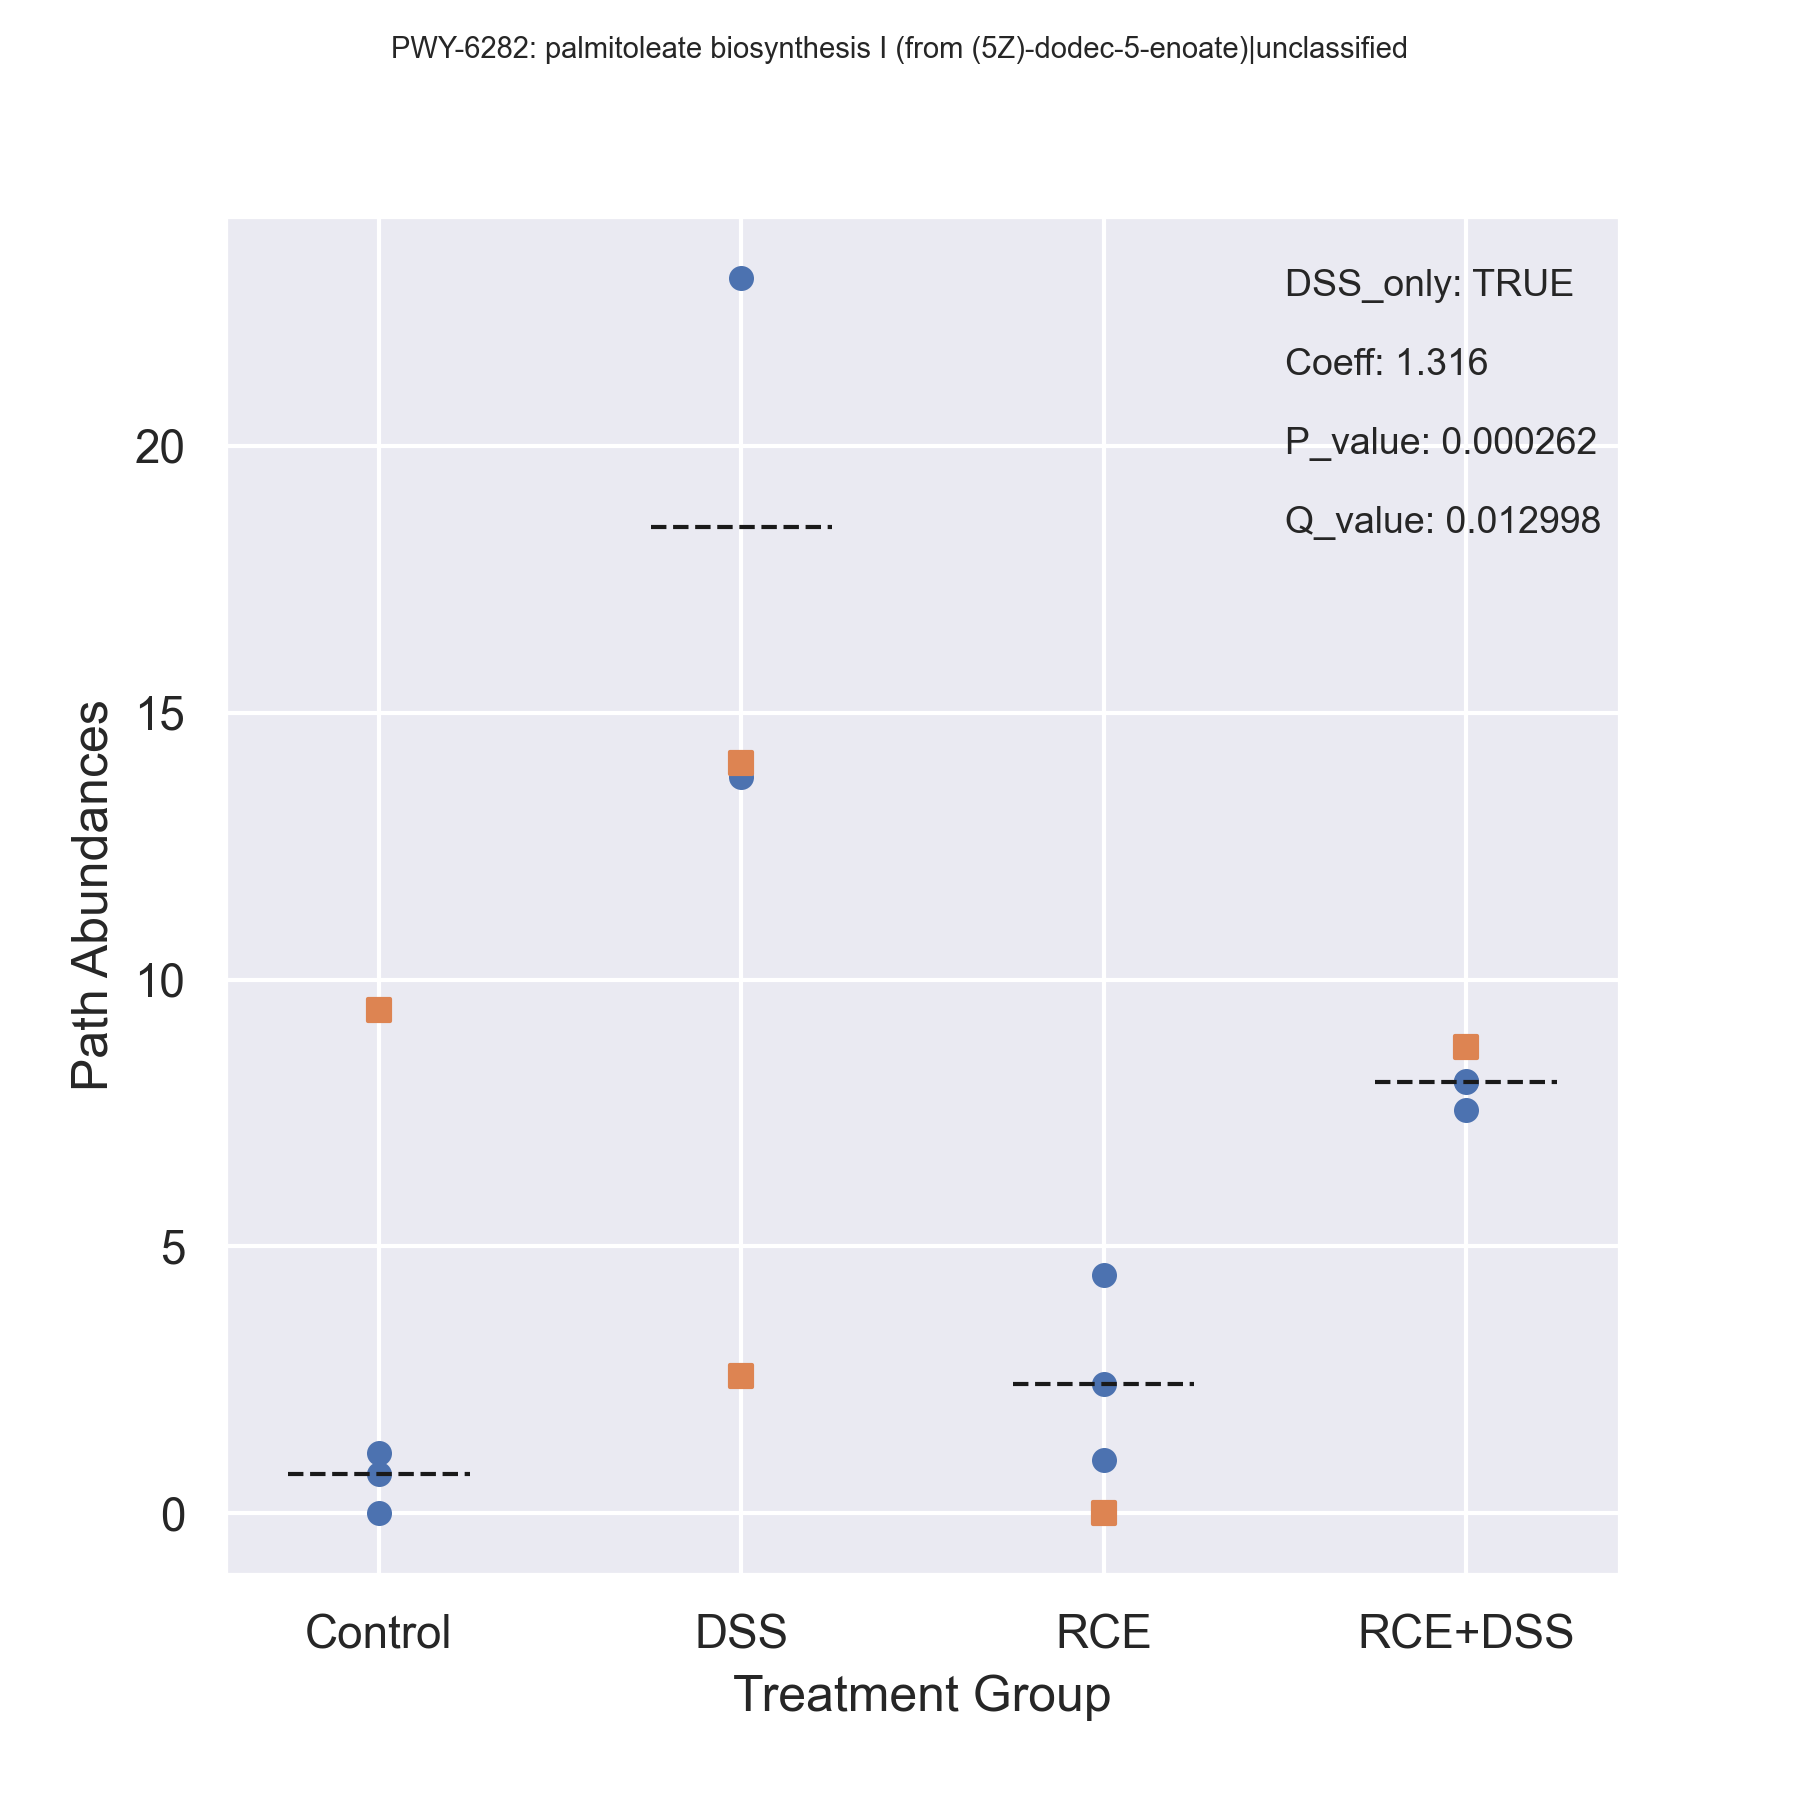 PWY-6282: palmitoleate biosynthesis I (from (5Z)-dodec-5-enoate)|unclassified
DSS_only: TRUE
Coeff: 1.316
P_value: 0.000262
Q_value: 0.012998
20
15
10
5
0
Path Abundances
Control
DSS
RCE
RCE+DSS
Treatment Group